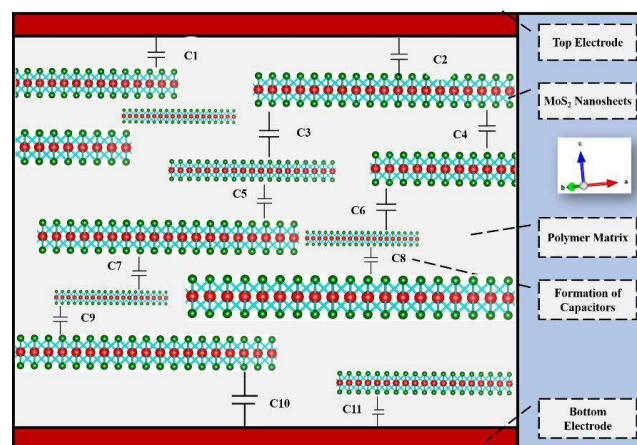 C1
C2
C3
C4
C5
C6
C7
C8
C9
C10
C11
Top Electrode
MoS₂ Nanosheets
c
b
a
Polymer Matrix
Formation of
Capacitors
Bottom
Electrode